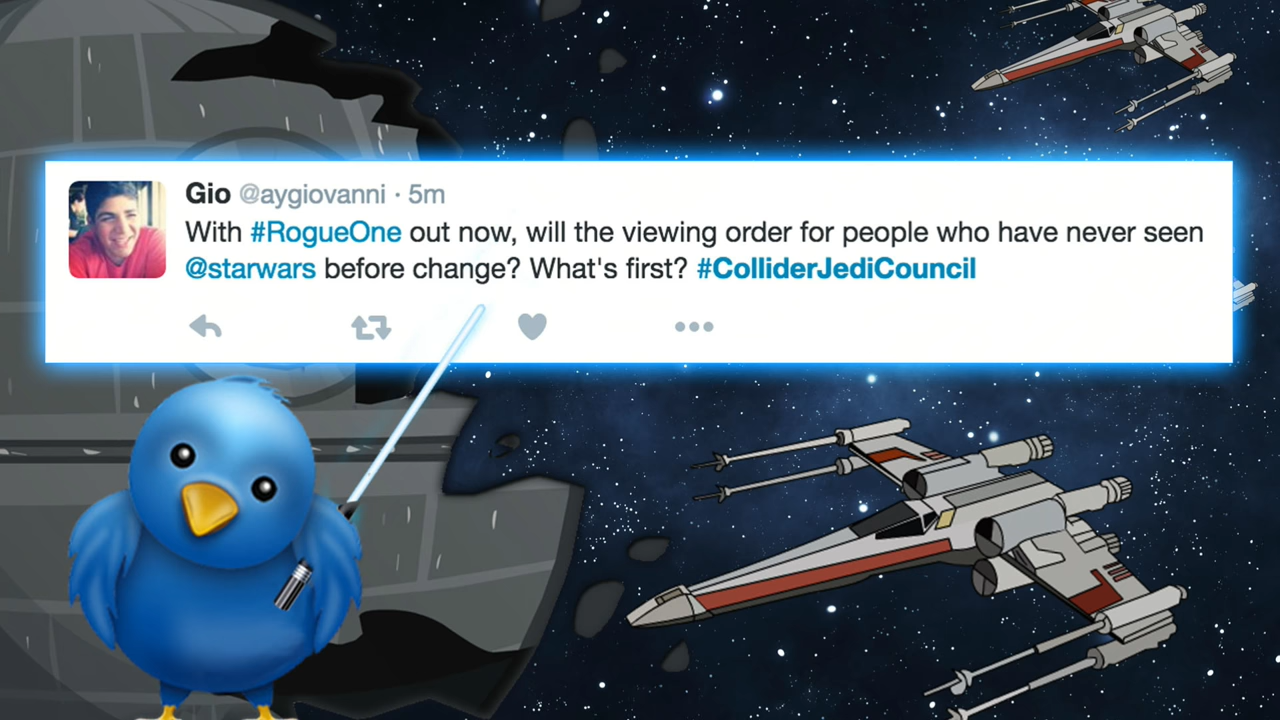 Gio @aygiovanni · 5m
With #RogueOne out now, will the viewing order for people who have never seen
@starwars before change? What's first? #ColliderJediCouncil